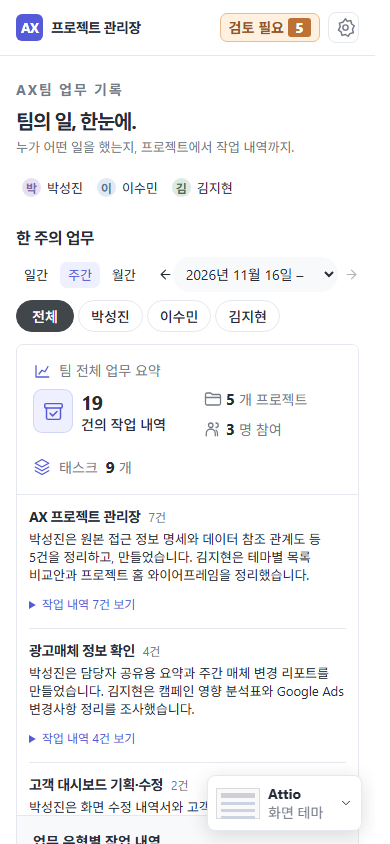 AX 프로젝트 관리장
검토 필요 5
AX팀 업무 기록
팀의 일, 한눈에.
누가 어떤 일을 했는지, 프로젝트에서 작업 내역까지.
박 박성진 이 이수민 김 김지현
한 주의 업무
일간 주간 월간 ← 2026년 11월 16일 – →
전체 박성진 이수민 김지현
팀 전체 업무 요약
19
건의 작업 내역
5 개 프로젝트
3 명 참여
태스크 9 개
AX 프로젝트 관리장 7건
박성진은 원본 접근 정보 명세와 데이터 참조 관계도 등
5건을 정리하고, 만들었습니다. 김지현은 테마별 목록
비교안과 프로젝트 홈 와이어프레임을 정리했습니다.
▶ 작업 내역 7건 보기
광고매체 정보 확인 4건
박성진은 담당자 공유용 요약과 주간 매체 변경 리포트를
만들었습니다. 김지현은 캠페인 영향 분석표와 Google Ads
변경사항 정리를 조사했습니다.
▶ 작업 내역 4건 보기
고객 대시보드 기획·수정 2건
박성진은 화면 수정 내역서와 고객
Attio
화면 테마
업무 유형별 작업 내역